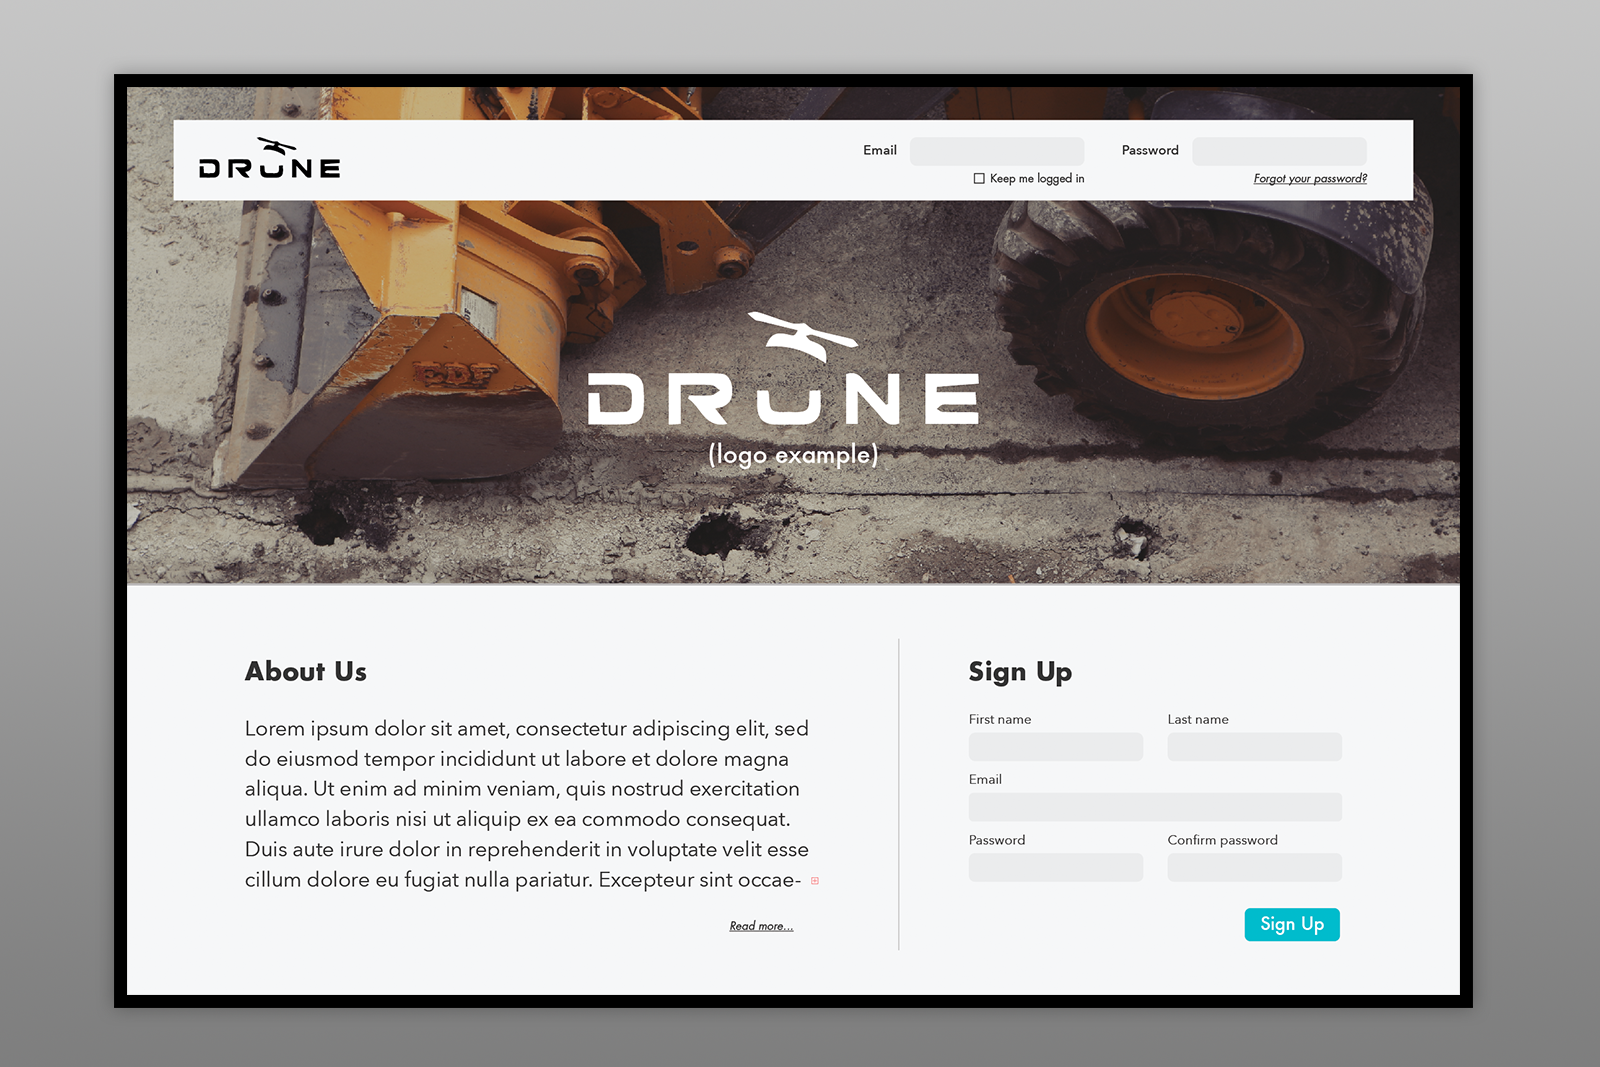 DRUNE
Email
Password
Keep me logged in
Forgot your password?
DRUNE
(logo example)
About Us
Lorem ipsum dolor sit amet, consectetur adipiscing elit, sed
do eiusmod tempor incididunt ut labore et dolore magna
aliqua. Ut enim ad minim veniam, quis nostrud exercitation
ullamco laboris nisi ut aliquip ex ea commodo consequat.
Duis aute irure dolor in reprehenderit in voluptate velit esse
cillum dolore eu fugiat nulla pariatur. Excepteur sint occae-
Read more...
Sign Up
First name
Last name
Email
Password
Confirm password
Sign Up